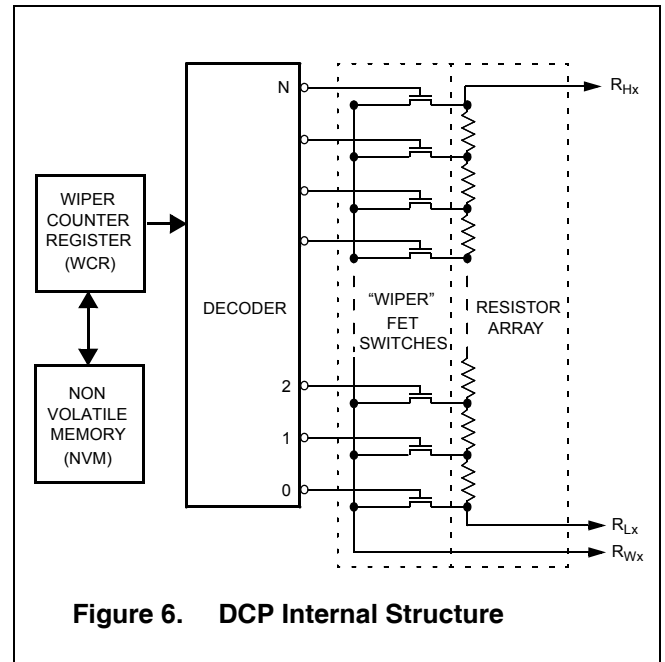 N
R_Hx
WIPER
COUNTER
REGISTER
(WCR)
DECODER
"WIPER"
FET
SWITCHES
RESISTOR
ARRAY
NON
VOLATILE
MEMORY
(NVM)
2
1
0
R_Lx
R_Wx
Figure 6. DCP Internal Structure